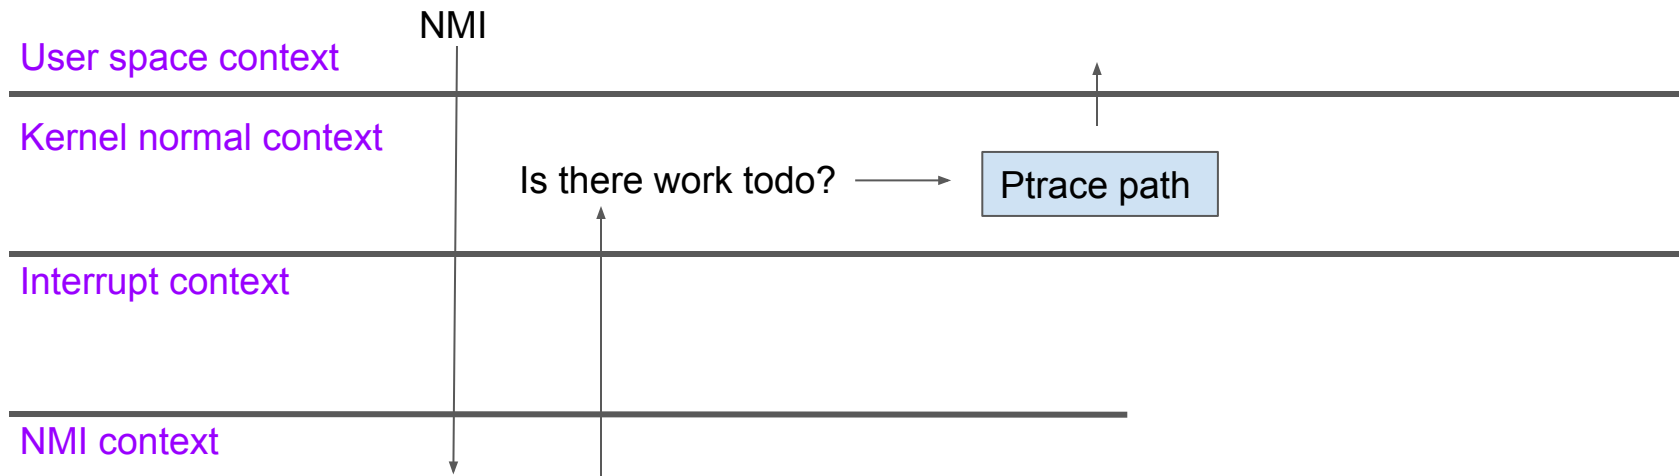 NMI
User space context
Kernel normal context
Is there work todo?
Ptrace path
Interrupt context
NMI context